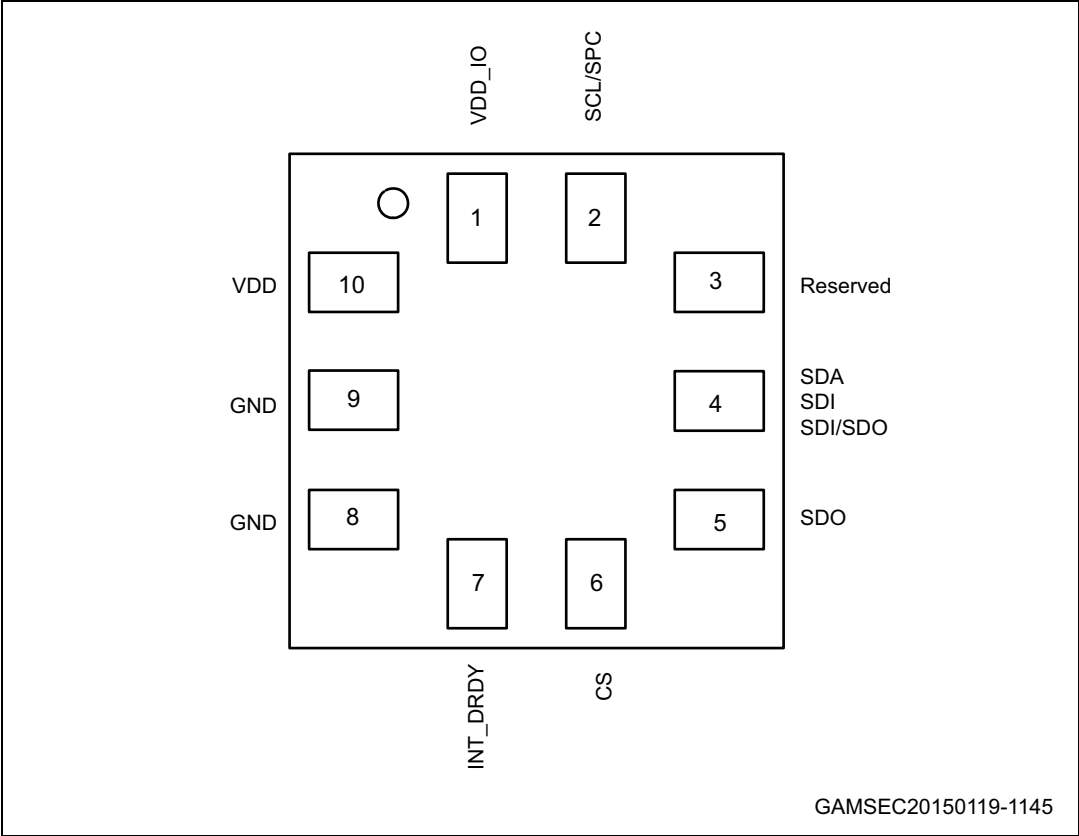 VDD_IO
SCL/SPC
1
2
VDD
10
3
Reserved
GND
9
4
SDA
SDI
SDI/SDO
GND
8
5
SDO
7
6
INT_DRDY
CS
GAMSEC20150119-1145